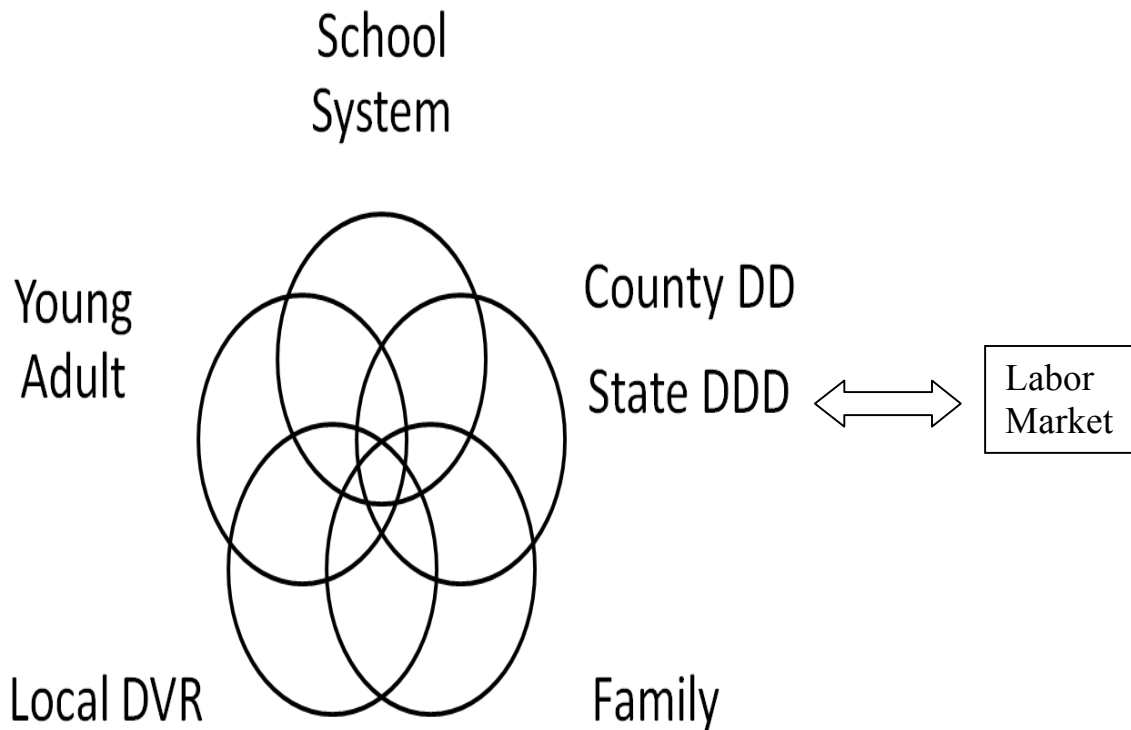 School
System
Young
Adult
County DD
State DDD
Labor
Market
Local DVR
Family